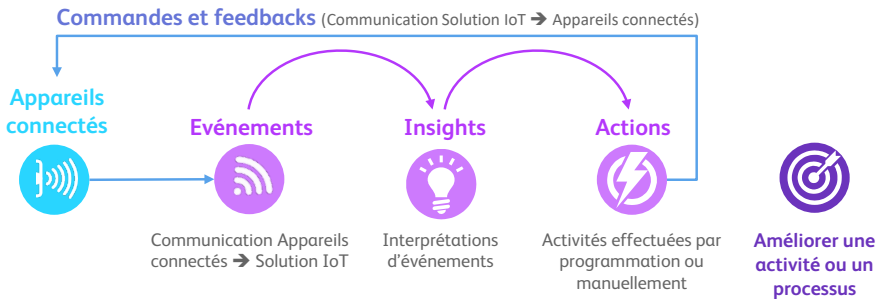 Commandes et feedbacks (Communication Solution IoT ➔ Appareils connectés)
Appareils
connectés
Evénements
Insights
Actions
Communication Appareils
connectés ➔ Solution IoT
Interprétations
d'événements
Activités effectuées par
programmation ou
manuellement
Améliorer une
activité ou un
processus